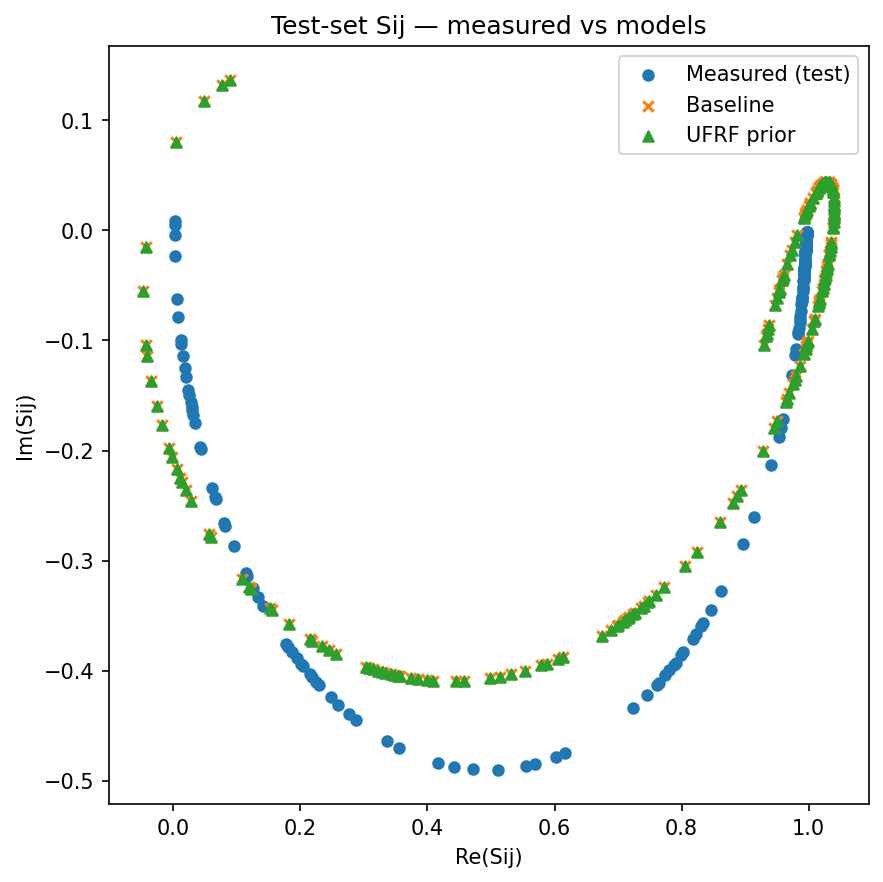 Test-set Sij — measured vs models
Measured (test)
Baseline
UFRF prior
0.1
0.0
−0.1
−0.2
−0.3
−0.4
−0.5
Im(Sij)
0.0 0.2 0.4 0.6 0.8 1.0
Re(Sij)